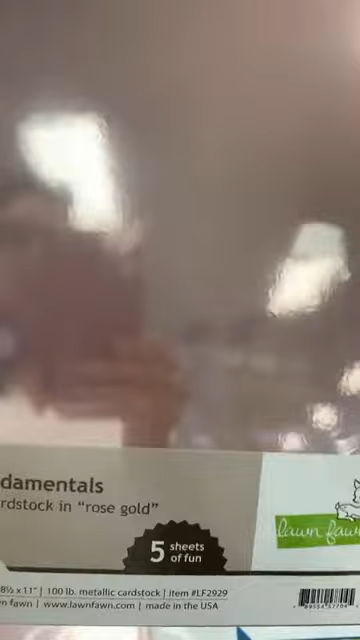 damentals
rdstock in “rose gold”
5 sheets
of fun
lawn fawn
8½ x 11" | 100 lb. metallic cardstock | item #LF2929
n fawn | www.lawnfawn.com | made in the USA